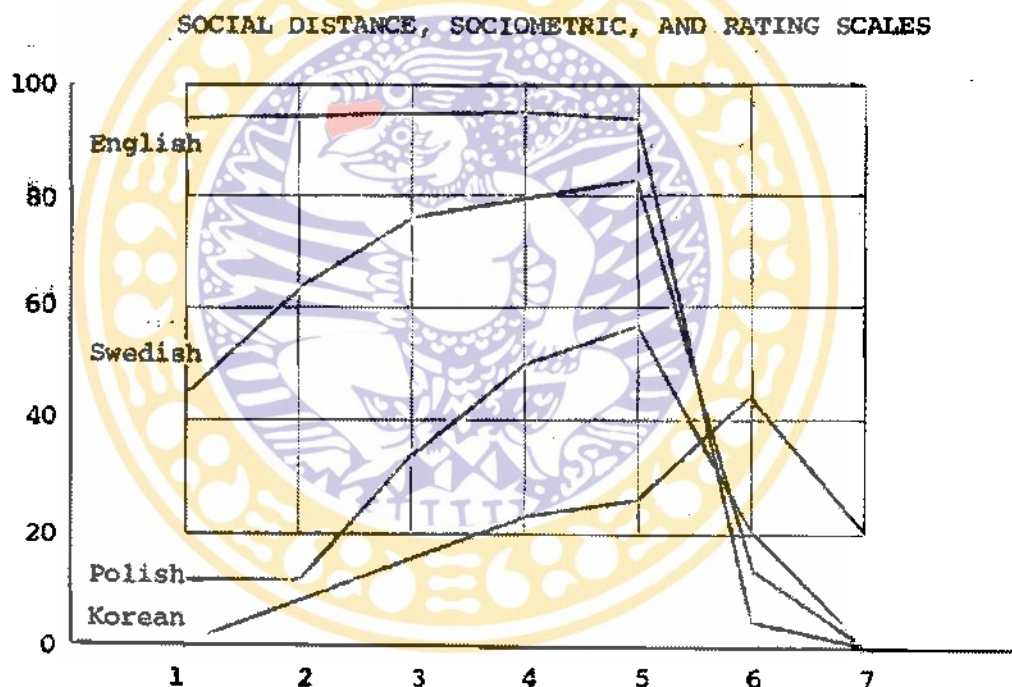 SOCIAL DISTANCE, SOCIOMETRIC, AND RATING SCALES
100
English
80
60
Swedish
40
20
Polish
Korean
0
1 2 3 4 5 6 7